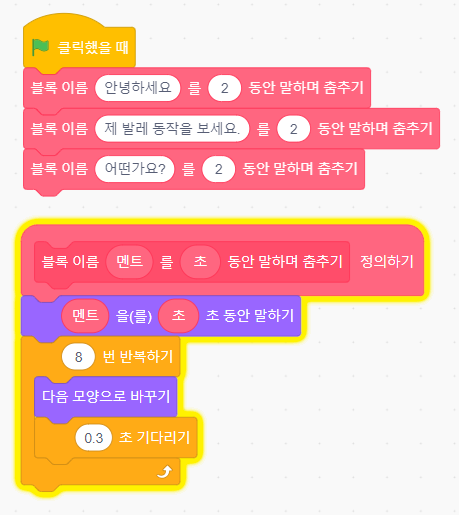 클릭했을 때
블록 이름 안녕하세요 를 2 동안 말하며 춤추기
블록 이름 제 발레 동작을 보세요. 를 2 동안 말하며 춤추기
블록 이름 어떤가요? 를 2 동안 말하며 춤추기
블록 이름 멘트 를 초 동안 말하며 춤추기 정의하기
멘트 을(를) 초 초 동안 말하기
8 번 반복하기
다음 모양으로 바꾸기
0.3 초 기다리기